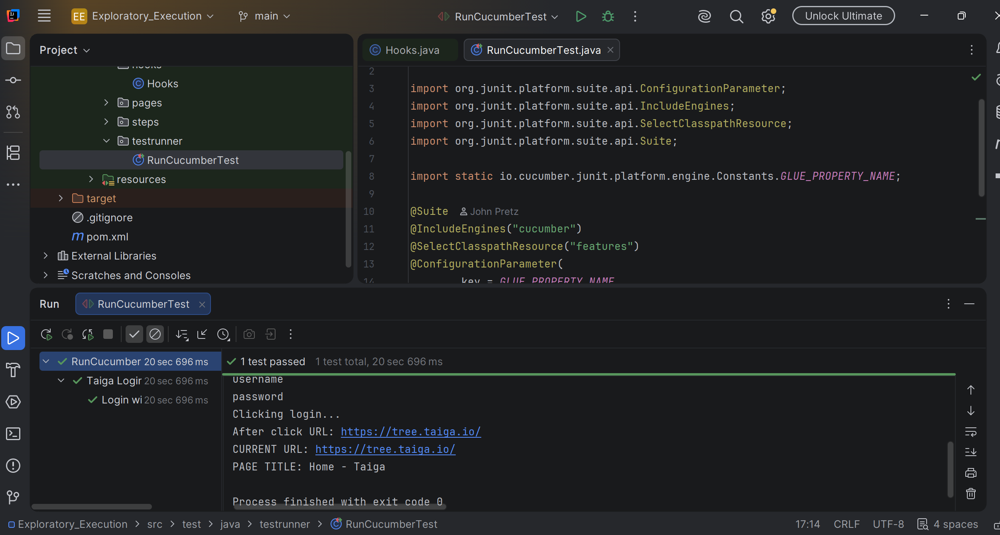 EE Exploratory_Execution main RunCucumberTest Unlock Ultimate
Project
hooks
Hooks
pages
steps
testrunner
RunCucumberTest
resources
target
.gitignore
pom.xml
External Libraries
Scratches and Consoles
Hooks.java RunCucumberTest.java
2
3 import org.junit.platform.suite.api.ConfigurationParameter;
4 import org.junit.platform.suite.api.IncludeEngines;
5 import org.junit.platform.suite.api.SelectClasspathResource;
6 import org.junit.platform.suite.api.Suite;
7
8 import static io.cucumber.junit.platform.engine.Constants.GLUE_PROPERTY_NAME;
9
10 @Suite John Pretz
11 @IncludeEngines("cucumber")
12 @SelectClasspathResource("features")
13 @ConfigurationParameter(
14 key = GLUE_PROPERTY_NAME
Run RunCucumberTest
RunCucumber 20 sec 696 ms
Taiga Login 20 sec 696 ms
Login wi 20 sec 696 ms
1 test passed 1 test total, 20 sec 696 ms
username
password
Clicking login...
After click URL: https://tree.taiga.io/
CURRENT URL: https://tree.taiga.io/
PAGE TITLE: Home - Taiga
Process finished with exit code 0
Exploratory_Execution > src > test > java > testrunner > RunCucumberTest 17:14 CRLF UTF-8 4 spaces